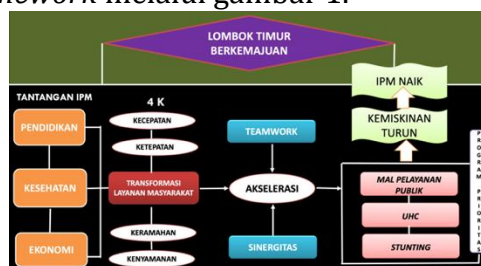 nework melalui gambar 1.
LOMBOK TIMUR
BERKEMAJUAN
IPM NAIK
TANTANGAN IPM
4 K
KEMISKINAN
TURUN
PENDIDIKAN
KECEPATAN
KETEPATAN
TEAMWORK
PROGRAM PRIORITAS
KESEHATAN
TRANSFORMASI
LAYANAN MASYARAKAT
AKSELERASI
MAL PELAYANAN
PUBLIK
UHC
KERAMAHAN
EKONOMI
KENYAMANAN
SINERGITAS
STUNTING